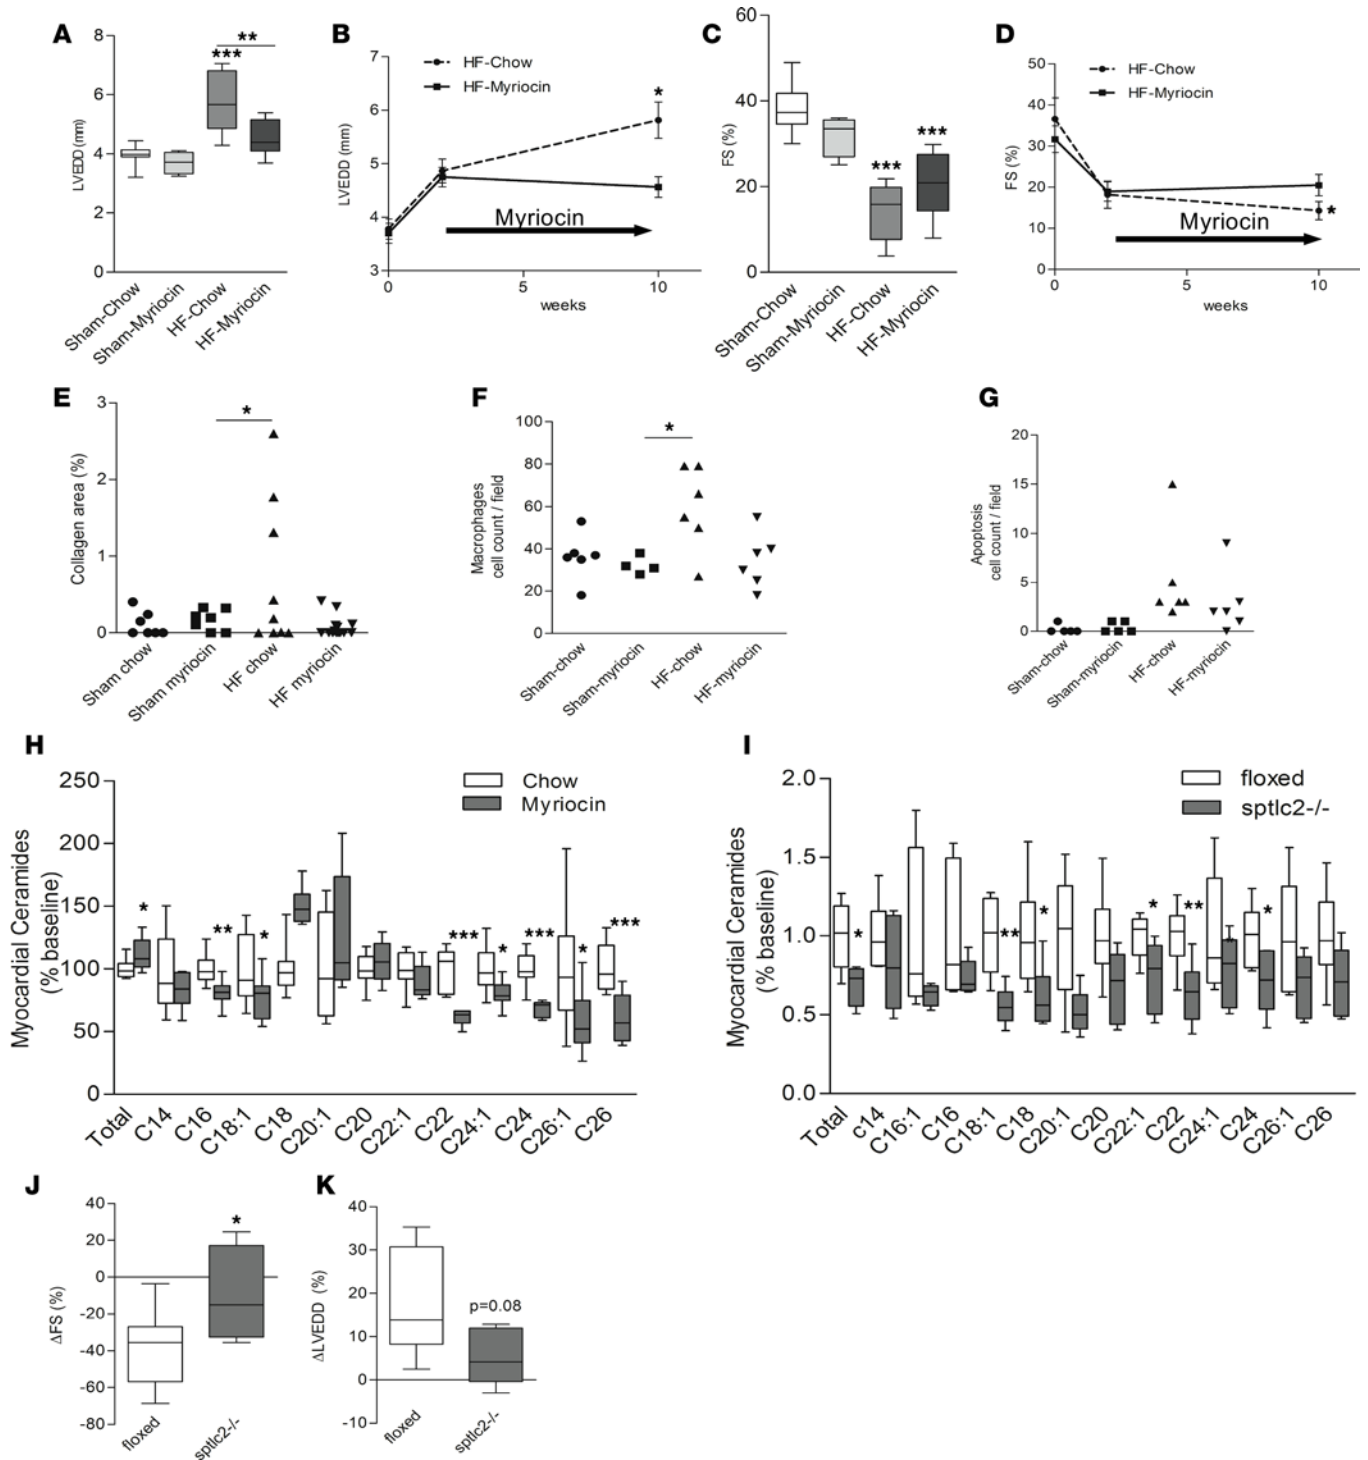 A
8
6
4
2
0
LVEDD (mm)
***
**
Sham-Chow
Sham-Myriocin
HF-Chow
HF-Myriocin
B
7
6
5
4
3
LVEDD (mm)
HF-Chow
HF-Myriocin
*
Myriocin
0
5
10
weeks
C
60
40
20
0
FS (%)
***
***
Sham-Chow
Sham-Myriocin
HF-Chow
HF-Myriocin
D
50
40
30
20
10
0
FS (%)
HF-Chow
HF-Myriocin
*
Myriocin
0
5
10
weeks
E
3
2
1
0
Collagen area (%)
*
Sham chow
Sham myriocin
HF chow
HF myriocin
F
100
80
60
40
20
0
Macrophages
cell count / field
*
Sham-chow
Sham-myriocin
HF-chow
HF-myriocin
G
20
15
10
5
0
Apoptosis
cell count / field
Sham-chow
Sham-myriocin
HF-chow
HF-myriocin
H
250
200
150
100
50
0
Myocardial Ceramides
(% baseline)
Chow
Myriocin
*
**
*
***
*
***
*
***
Total
C14
C16
C18:1
C18
C20:1
C20
C22:1
C22
C24:1
C24
C26:1
C26
I
2.0
1.5
1.0
0.5
0.0
Myocardial Ceramides
(% baseline)
floxed
sptlc2-/-
*
**
*
*
**
*
Total
c14
C16:1
C16
C18:1
C18
C20:1
C20
C22:1
C22
C24:1
C24
C26:1
C26
J
40
20
0
-20
-40
-60
-80
ΔFS (%)
*
floxed
sptlc2-/-
K
40
30
20
10
0
-10
ΔLVEDD (%)
p=0.08
floxed
sptlc2-/-